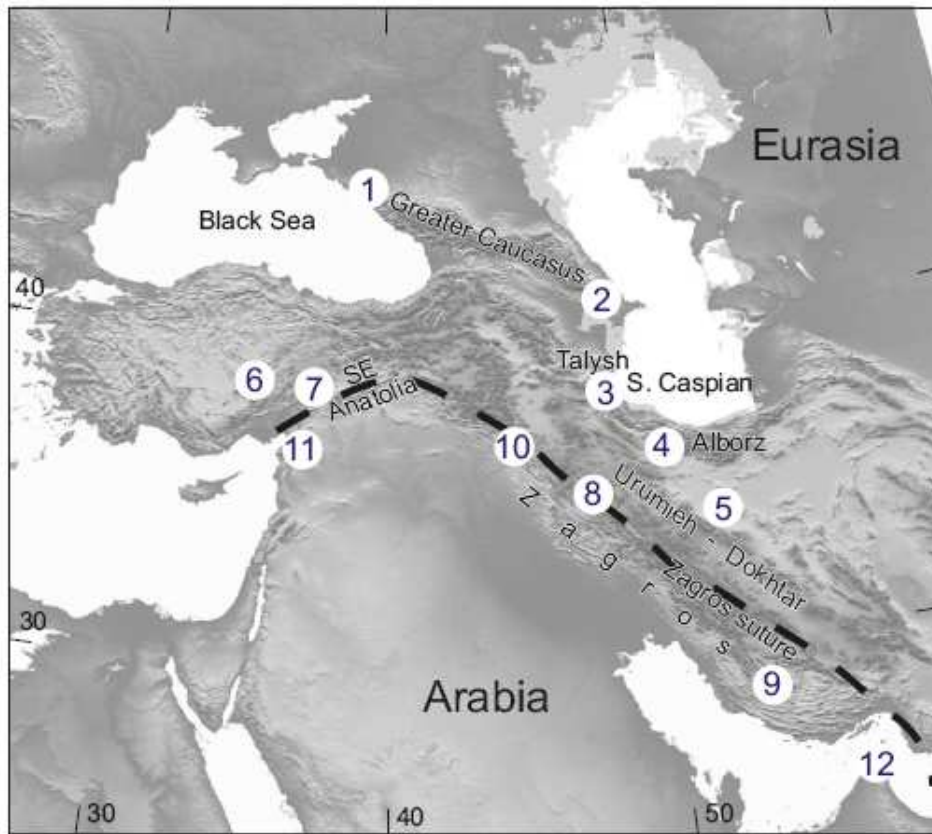 Eurasia
1
Greater Caucasus
Black Sea
2
40
Talysh
3
S. Caspian
6
7
SE
Anatolia
11
10
4
Alborz
8
Urumieh - Dokhtar
5
Zagros
Zagros suture
9
Arabia
12
30
30
40
50